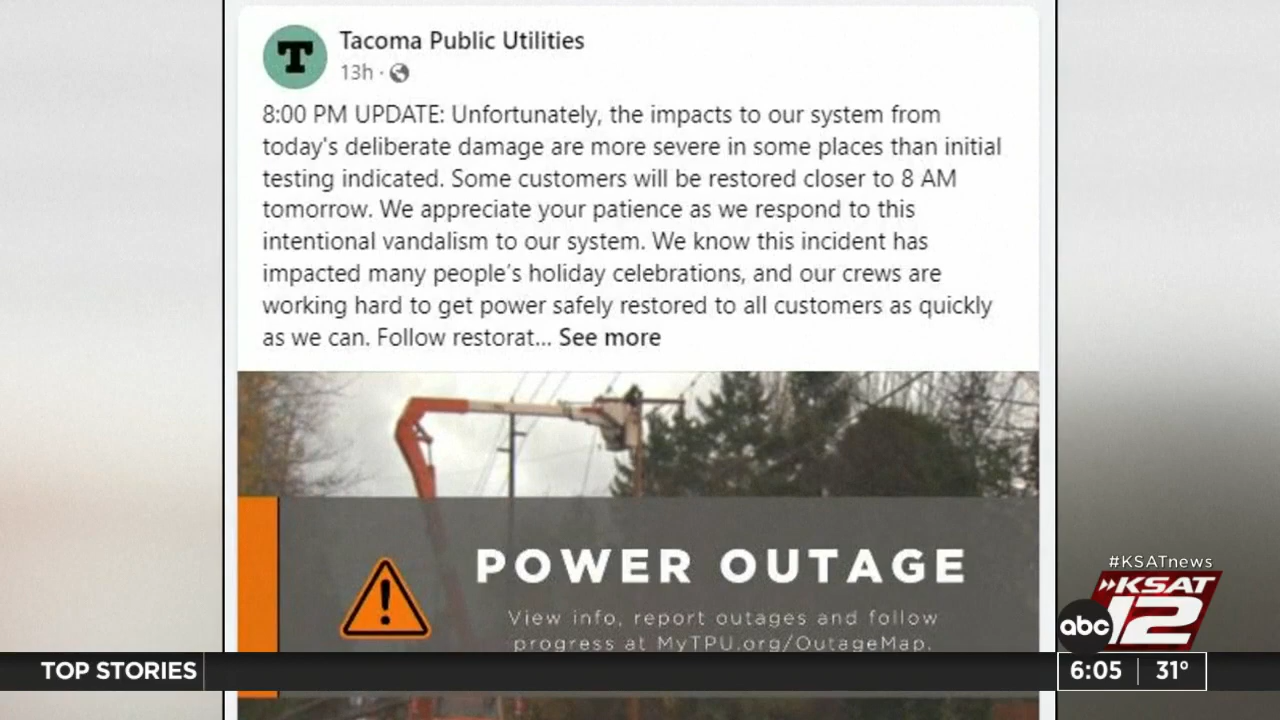 T
Tacoma Public Utilities
13h ·
8:00 PM UPDATE: Unfortunately, the impacts to our system from
today's deliberate damage are more severe in some places than initial
testing indicated. Some customers will be restored closer to 8 AM
tomorrow. We appreciate your patience as we respond to this
intentional vandalism to our system. We know this incident has
impacted many people's holiday celebrations, and our crews are
working hard to get power safely restored to all customers as quickly
as we can. Follow restorat... See more
POWER OUTAGE
View info, report outages and follow
progress at MyTPU.org/OutageMap.
#KSATnews
KSAT
abc 12
TOP STORIES
6:05 31°